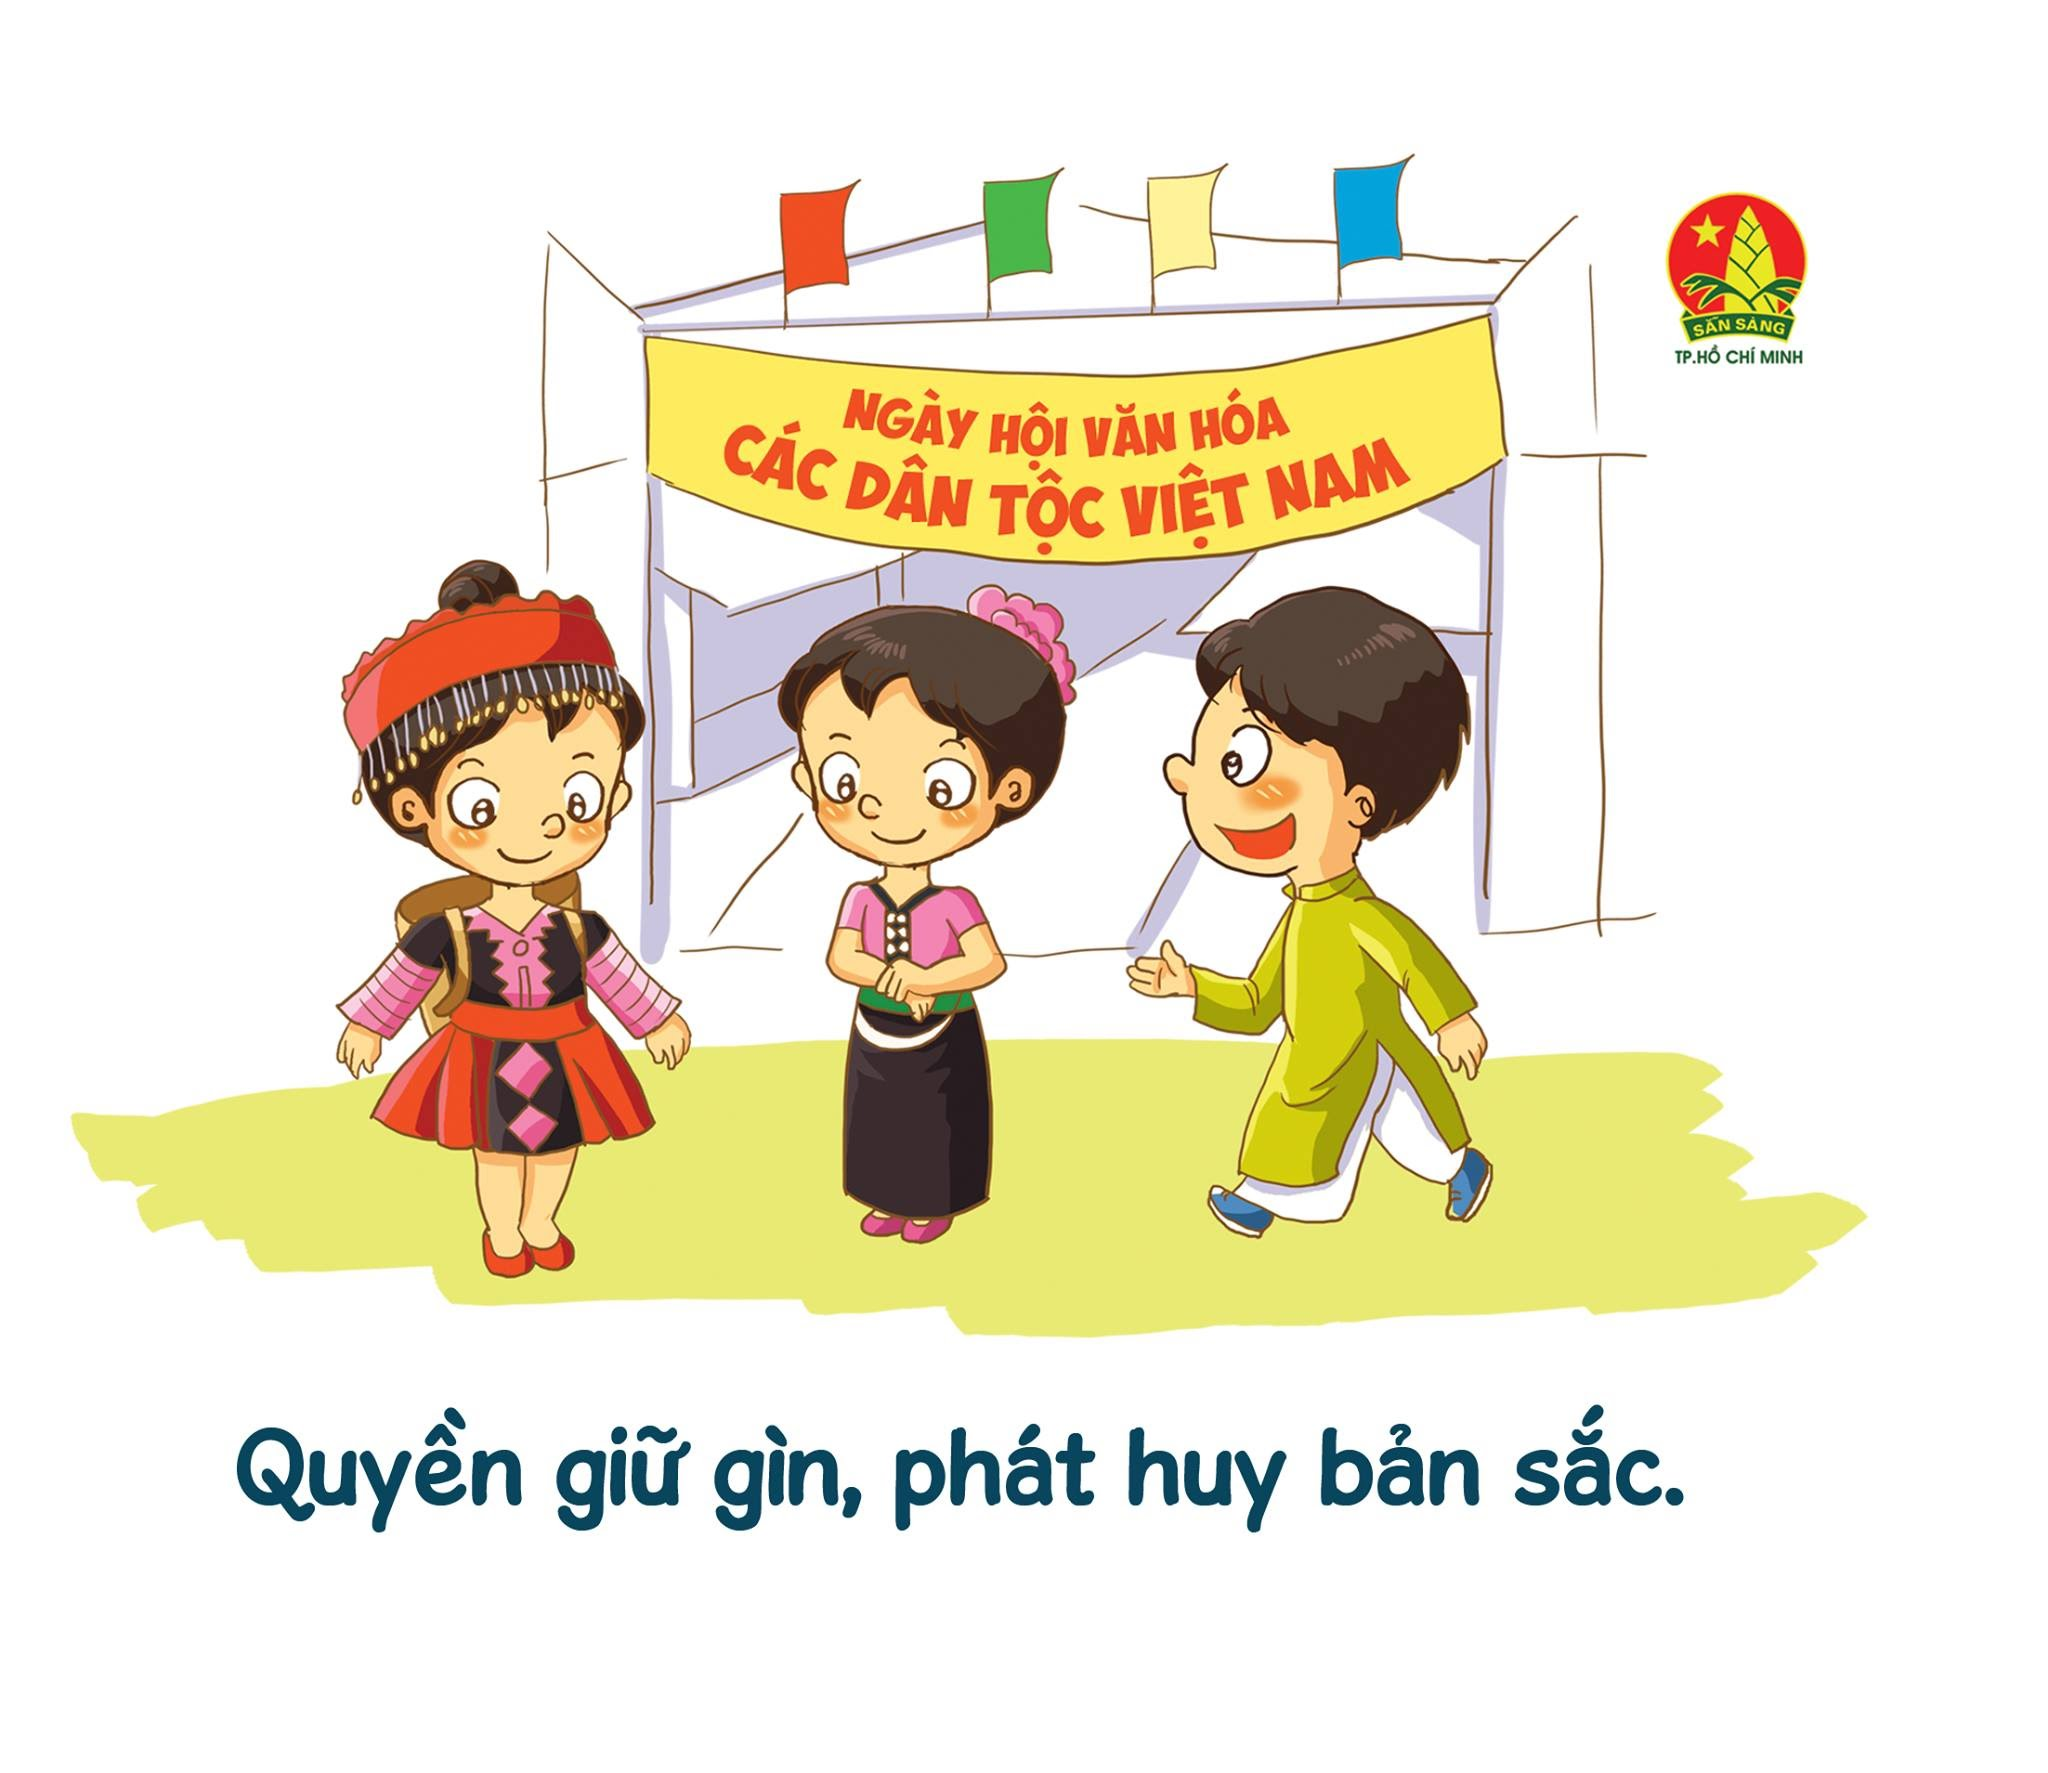 SẴN SÀNG
TP.HỒ CHÍ MINH
NGÀY HỘI VĂN HÓA
CÁC DÂN TỘC VIỆT NAM
Quyền giữ gìn, phát huy bản sắc.